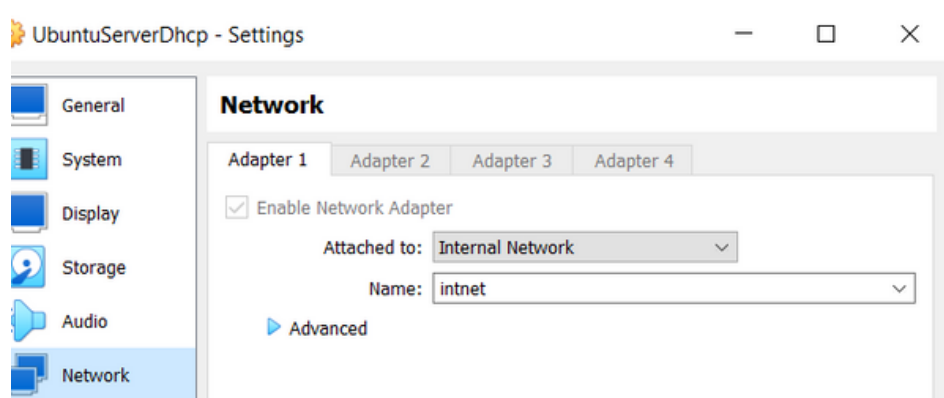 UbuntuServerDhcp - Settings
General
Network
System
Adapter 1 Adapter 2 Adapter 3 Adapter 4
Enable Network Adapter
Display
Attached to: Internal Network
Storage
Name: intnet
Audio
Advanced
Network